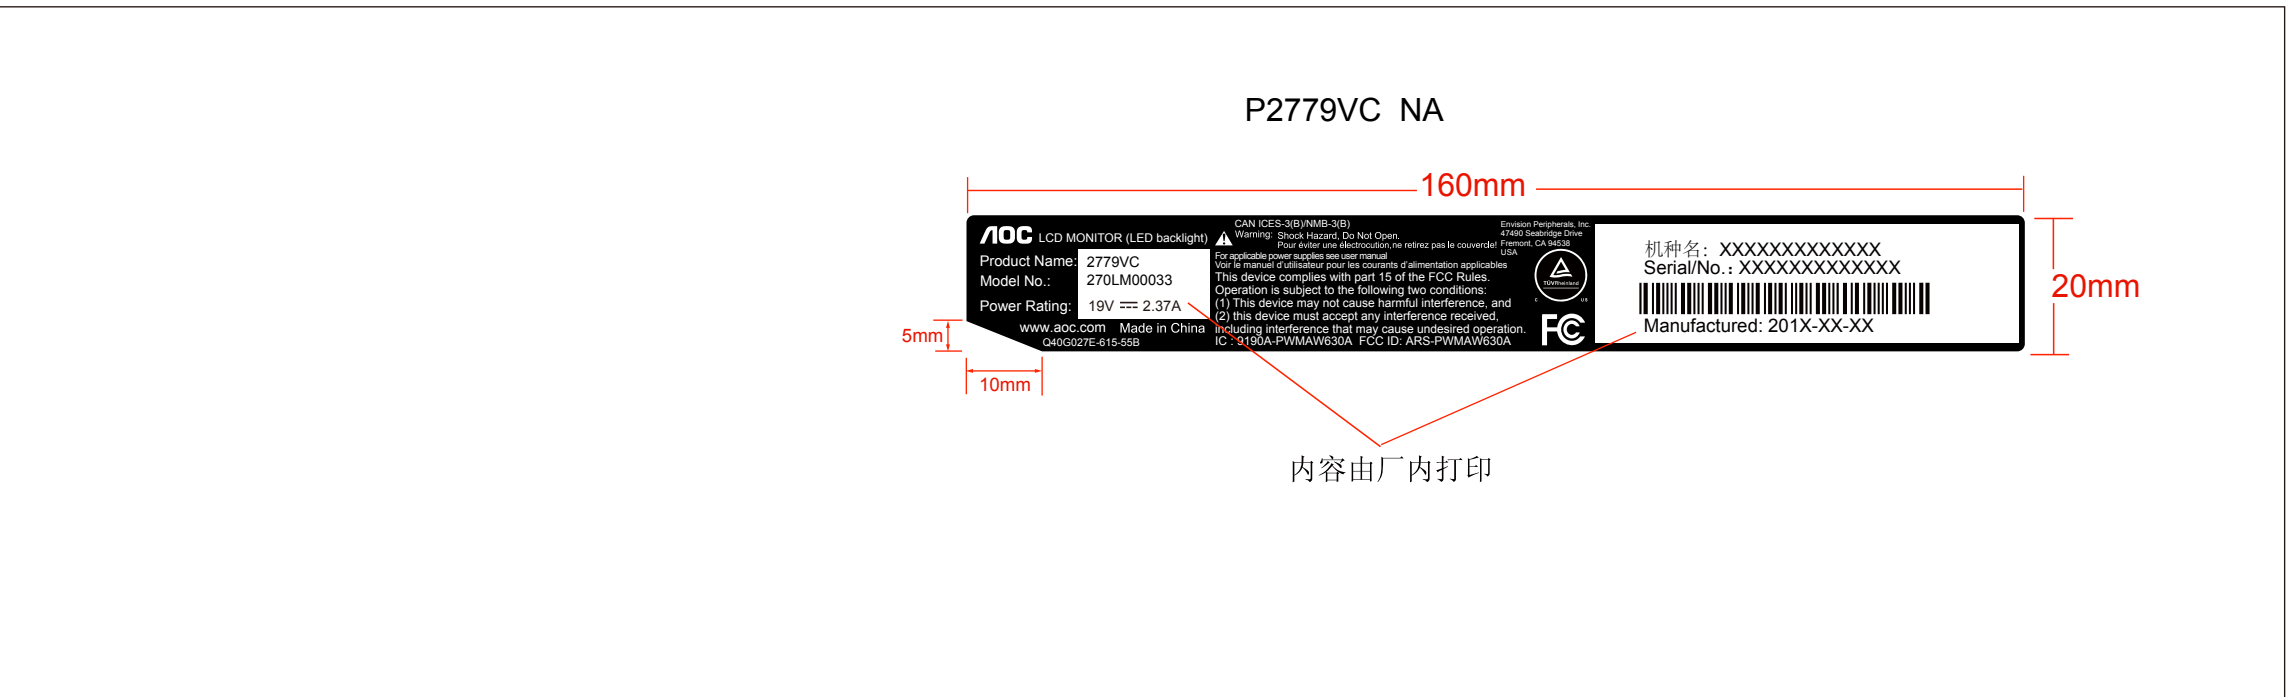 P2779VC NA
160mm
AOC LCD MONITOR (LED backlight)
Product Name: 2779VC
Model No.: 270LM00033
Power Rating: 19V 2.37A
www.aoc.com Made in China
Q40G027E-615-55B
CAN ICES-3(B)/NMB-3(B)
Warning: Shock Hazard, Do Not Open.
Pour éviter une électrocution,ne retirez pas le couvercle!
For applicable power supplies see user manual
Voir le manuel d'utilisateur pour les courants d'alimentation applicables
This device complies with part 15 of the FCC Rules.
Operation is subject to the following two conditions:
(1) This device may not cause harmful interference, and
(2) this device must accept any interference received,
including interference that may cause undesired operation.
IC : 9190A-PWMAW630A FCC ID: ARS-PWMAW630A
Envision Peripherals, Inc.
47490 Seabridge Drive
Fremont, CA 94538
USA
TÜVRheinland
C US
FC
机种名: XXXXXXXXXXXXX
Serial/No.: XXXXXXXXXXXXX
Manufactured: 201X-XX-XX
20mm
5mm
10mm
内容由厂内打印